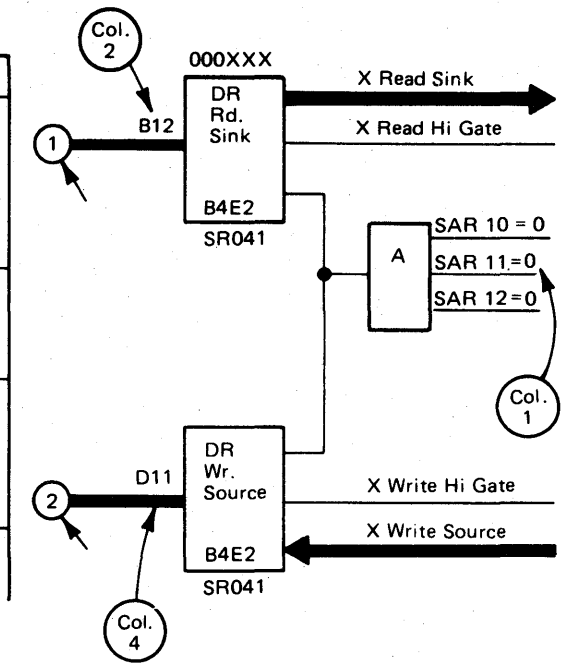 Col.
2
000XXX
X Read Sink
DR
Rd.
Sink
B12
X Read Hi Gate
1
B4E2
SR041
A
SAR 10 = 0
SAR 11.=0
SAR 12=0
Col.
1
DR
Wr.
Source
D11
X Write Hi Gate
2
X Write Source
B4E2
SR041
Col.
4